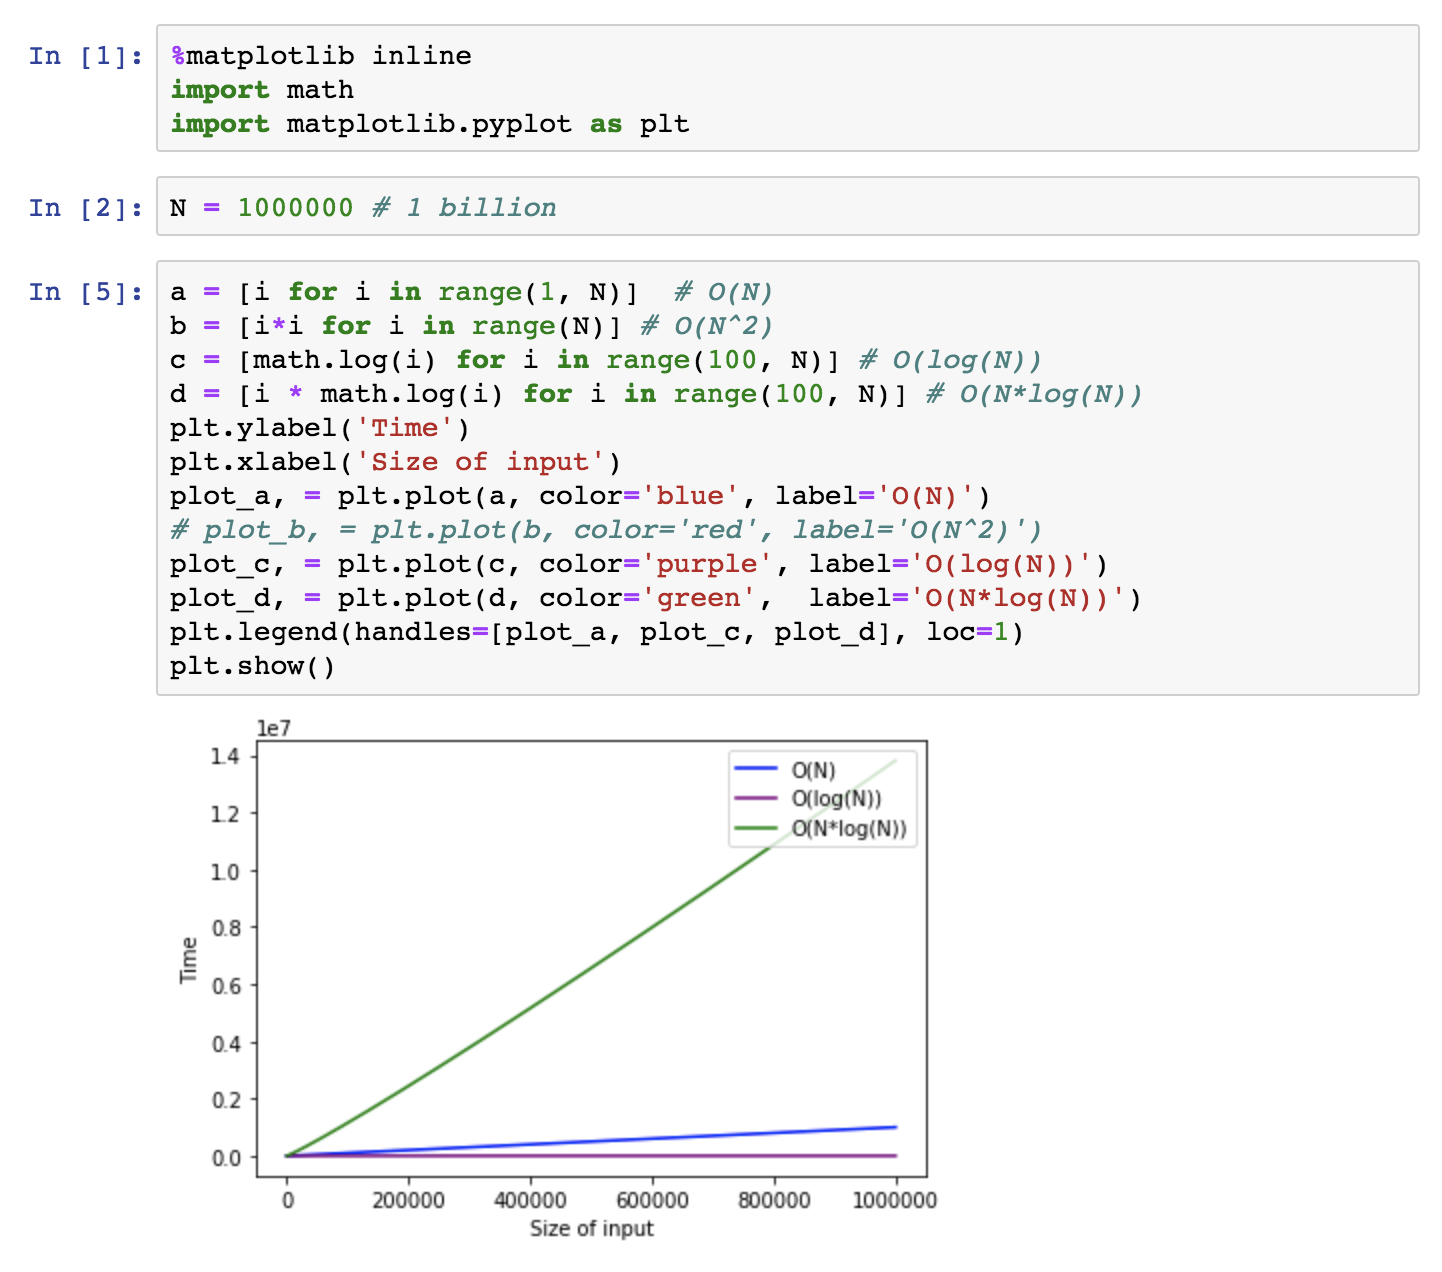 In [1]: %matplotlib inline
import math
import matplotlib.pyplot as plt
In [2]: N = 1000000 # 1 billion
In [5]: a = [i for i in range(1, N)]  # O(N)
b = [i*i for i in range(N)] # O(N^2)
c = [math.log(i) for i in range(100, N)] # O(log(N))
d = [i * math.log(i) for i in range(100, N)] # O(N*log(N))
plt.ylabel('Time')
plt.xlabel('Size of input')
plot_a, = plt.plot(a, color='blue', label='O(N)')
# plot_b, = plt.plot(b, color='red', label='O(N^2)')
plot_c, = plt.plot(c, color='purple', label='O(log(N))')
plot_d, = plt.plot(d, color='green',  label='O(N*log(N))')
plt.legend(handles=[plot_a, plot_c, plot_d], loc=1)
plt.show()
1e7
1.4
1.2
1.0
0.8
0.6
0.4
0.2
0.0
Time
O(N)
O(log(N))
O(N*log(N))
0 200000 400000 600000 800000 1000000
Size of input